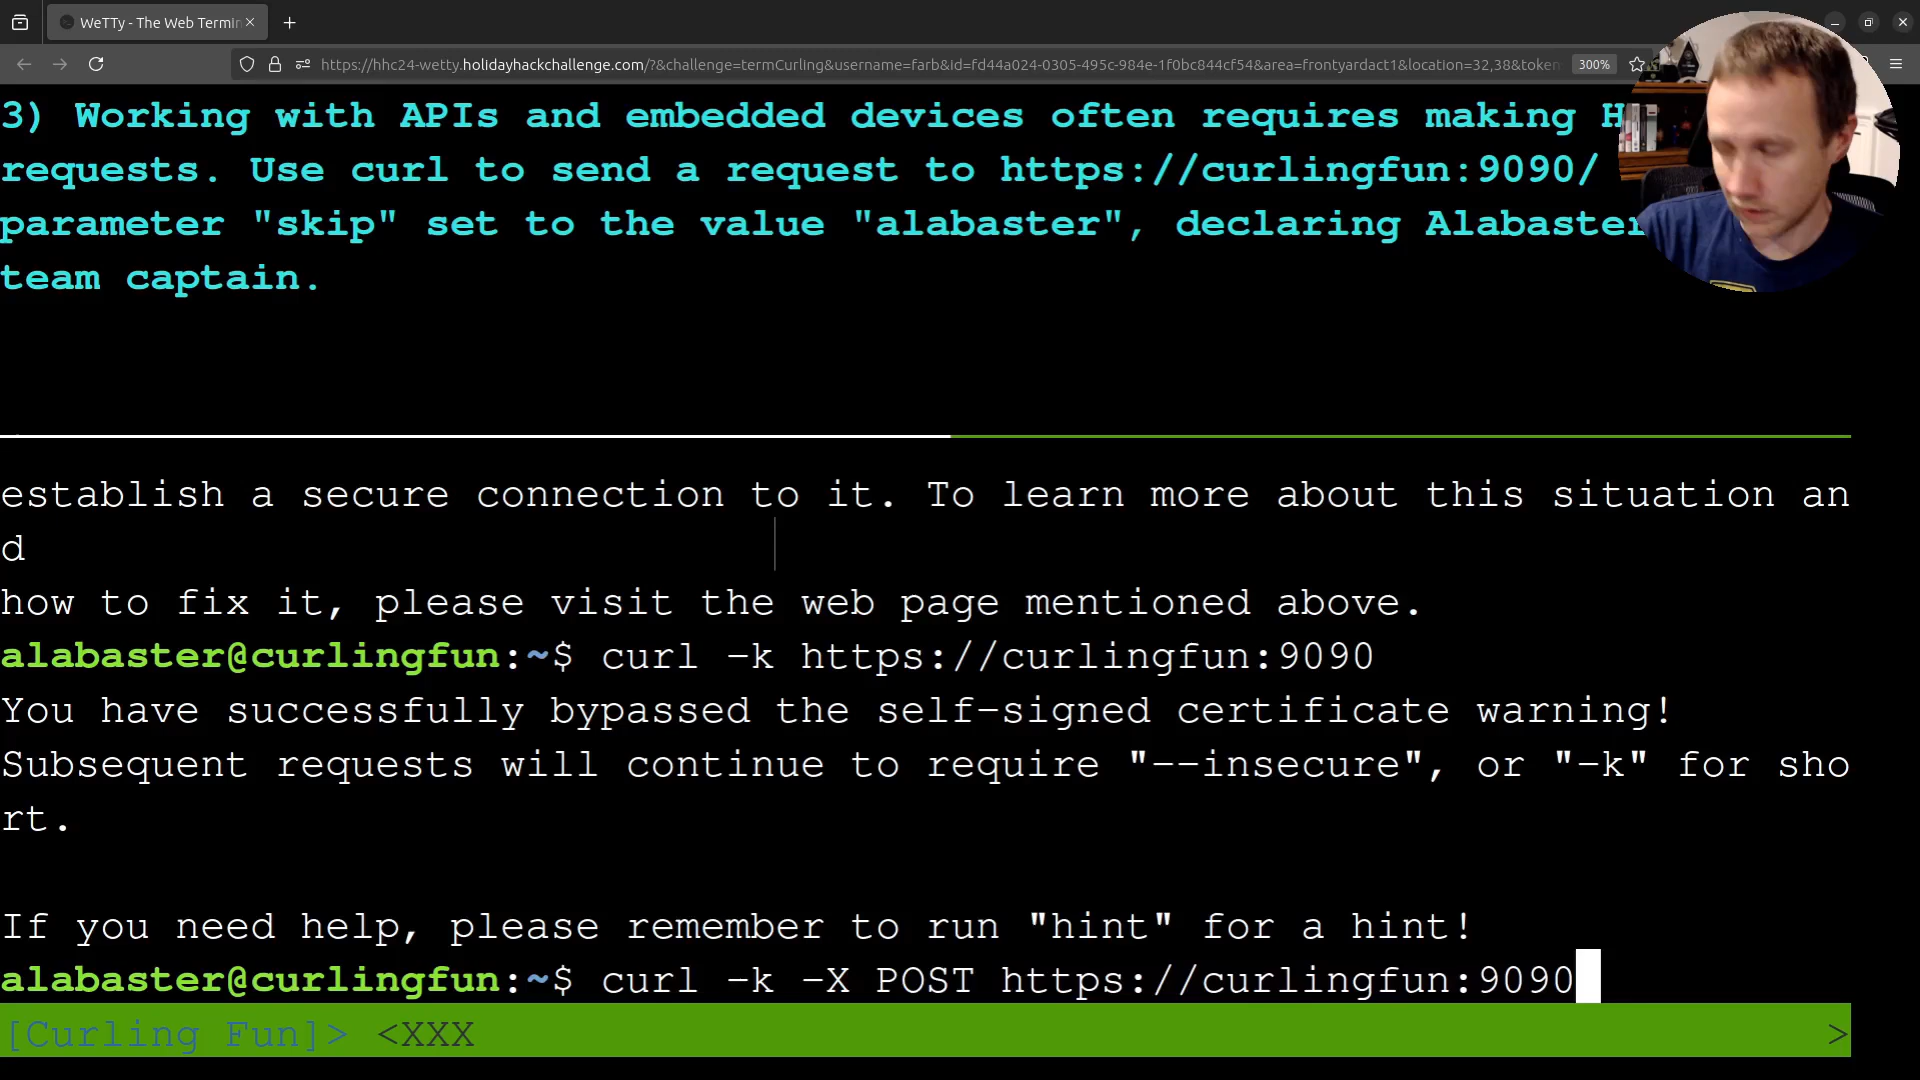 WeTTy - The Web Termin
https://hhc24-wetty.holidayhackchallenge.com/?&challenge=termCurling&username=farb&id=fd44a024-0305-495c-984e-1f0bc844cf54&area=frontyardact1&location=32,38&token
300%
3) Working with APIs and embedded devices often requires making H
requests. Use curl to send a request to https://curlingfun:9090/
parameter "skip" set to the value "alabaster", declaring Alabaster
team captain.
establish a secure connection to it. To learn more about this situation an
d
how to fix it, please visit the web page mentioned above.
alabaster@curlingfun:~$ curl -k https://curlingfun:9090
You have successfully bypassed the self-signed certificate warning!
Subsequent requests will continue to require "--insecure", or "-k" for sho
rt.
If you need help, please remember to run "hint" for a hint!
alabaster@curlingfun:~$ curl -k -X POST https://curlingfun:9090
[Curling Fun]> <XXX >